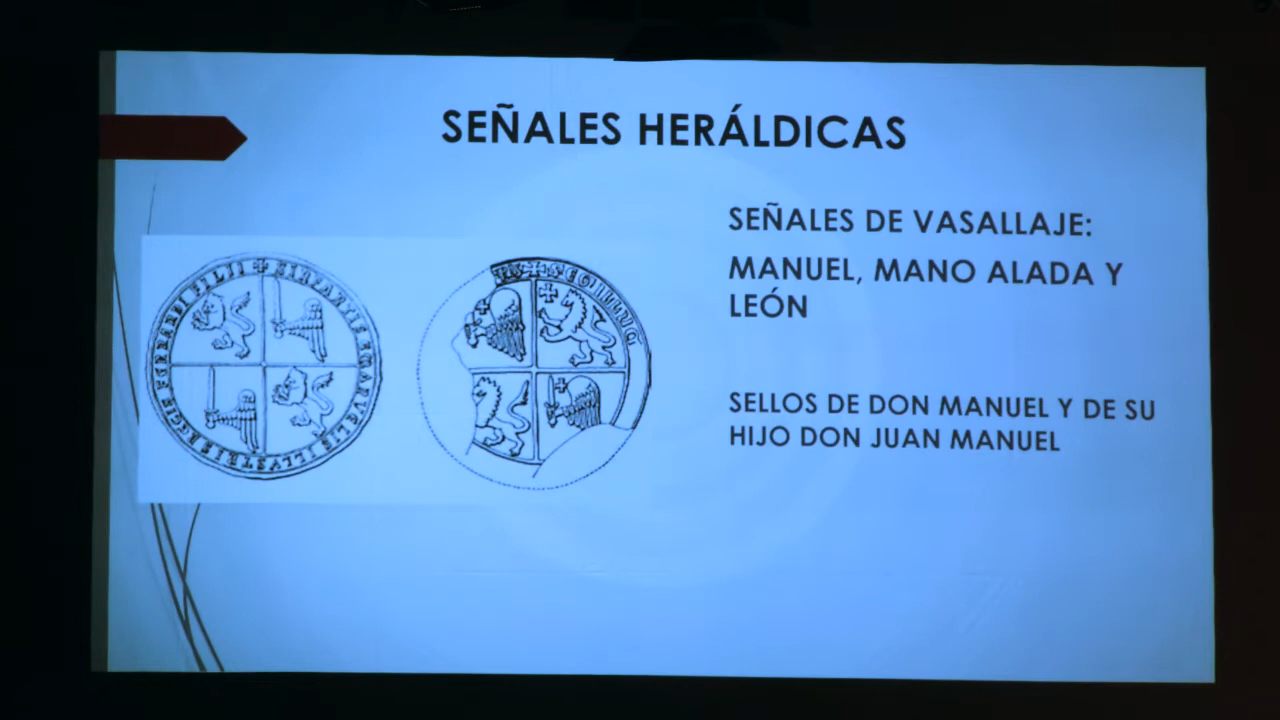 SEÑALES HERÁLDICAS
SEÑALES DE VASALLAJE:
MANUEL, MANO ALADA Y
LEÓN
SELLOS DE DON MANUEL Y DE SU
HIJO DON JUAN MANUEL